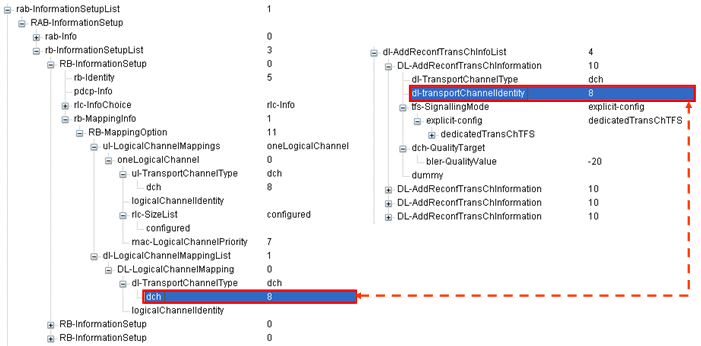 rab-InformationSetupList 1
RAB-InformationSetup
rab-Info 0
rb-InformationSetupList 3
RB-InformationSetup 0
rb-Identity 5
pdcp-Info
rlc-InfoChoice rlc-Info
rb-MappingInfo 1
RB-MappingOption 11
ul-LogicalChannelMappings oneLogicalChannel
oneLogicalChannel 0
ul-TransportChannelType dch
dch 8
logicalChannelIdentity
rlc-SizeList configured
configured
mac-LogicalChannelPriority 7
dl-LogicalChannelMappingList 1
DL-LogicalChannelMapping 0
dl-TransportChannelType dch
dch 8
logicalChannelIdentity
RB-InformationSetup 0
RB-InformationSetup 0
dl-AddReconfTransChInfoList 4
DL-AddReconfTransChInformation 10
dl-TransportChannelType dch
dl-transportChannelIdentity 8
tfs-SignallingMode explicit-config
explicit-config dedicatedTransChTFS
dedicatedTransChTFS
dch-QualityTarget
bler-QualityValue -20
dummy
DL-AddReconfTransChInformation 10
DL-AddReconfTransChInformation 10
DL-AddReconfTransChInformation 10